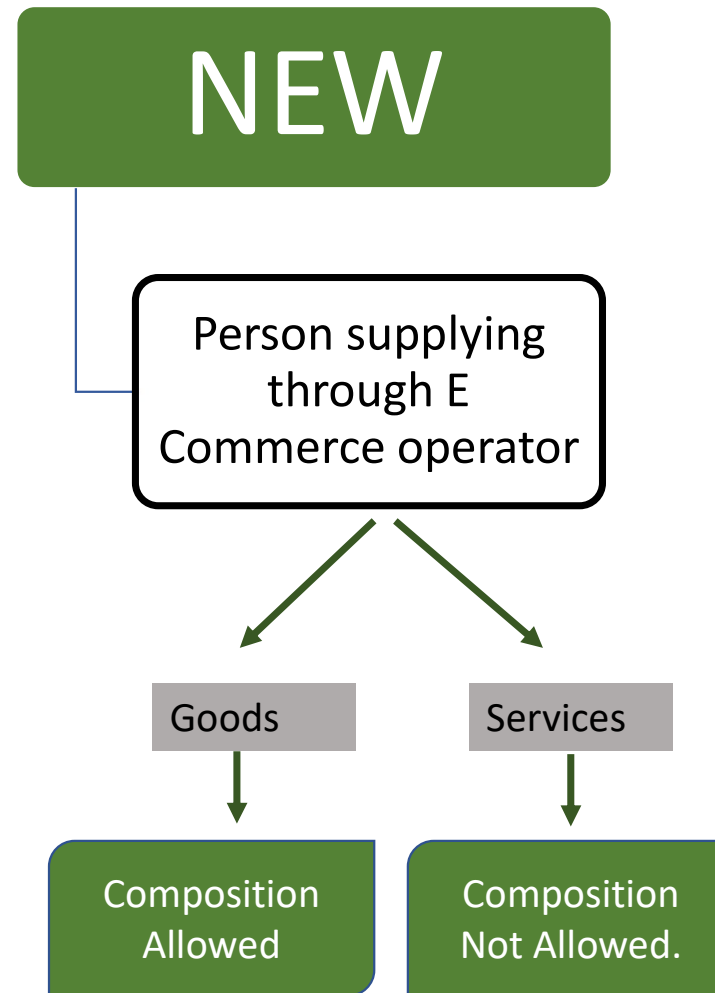 NEW
Person supplying
through E
Commerce operator
Goods
Services
Composition
Allowed
Composition
Not Allowed.